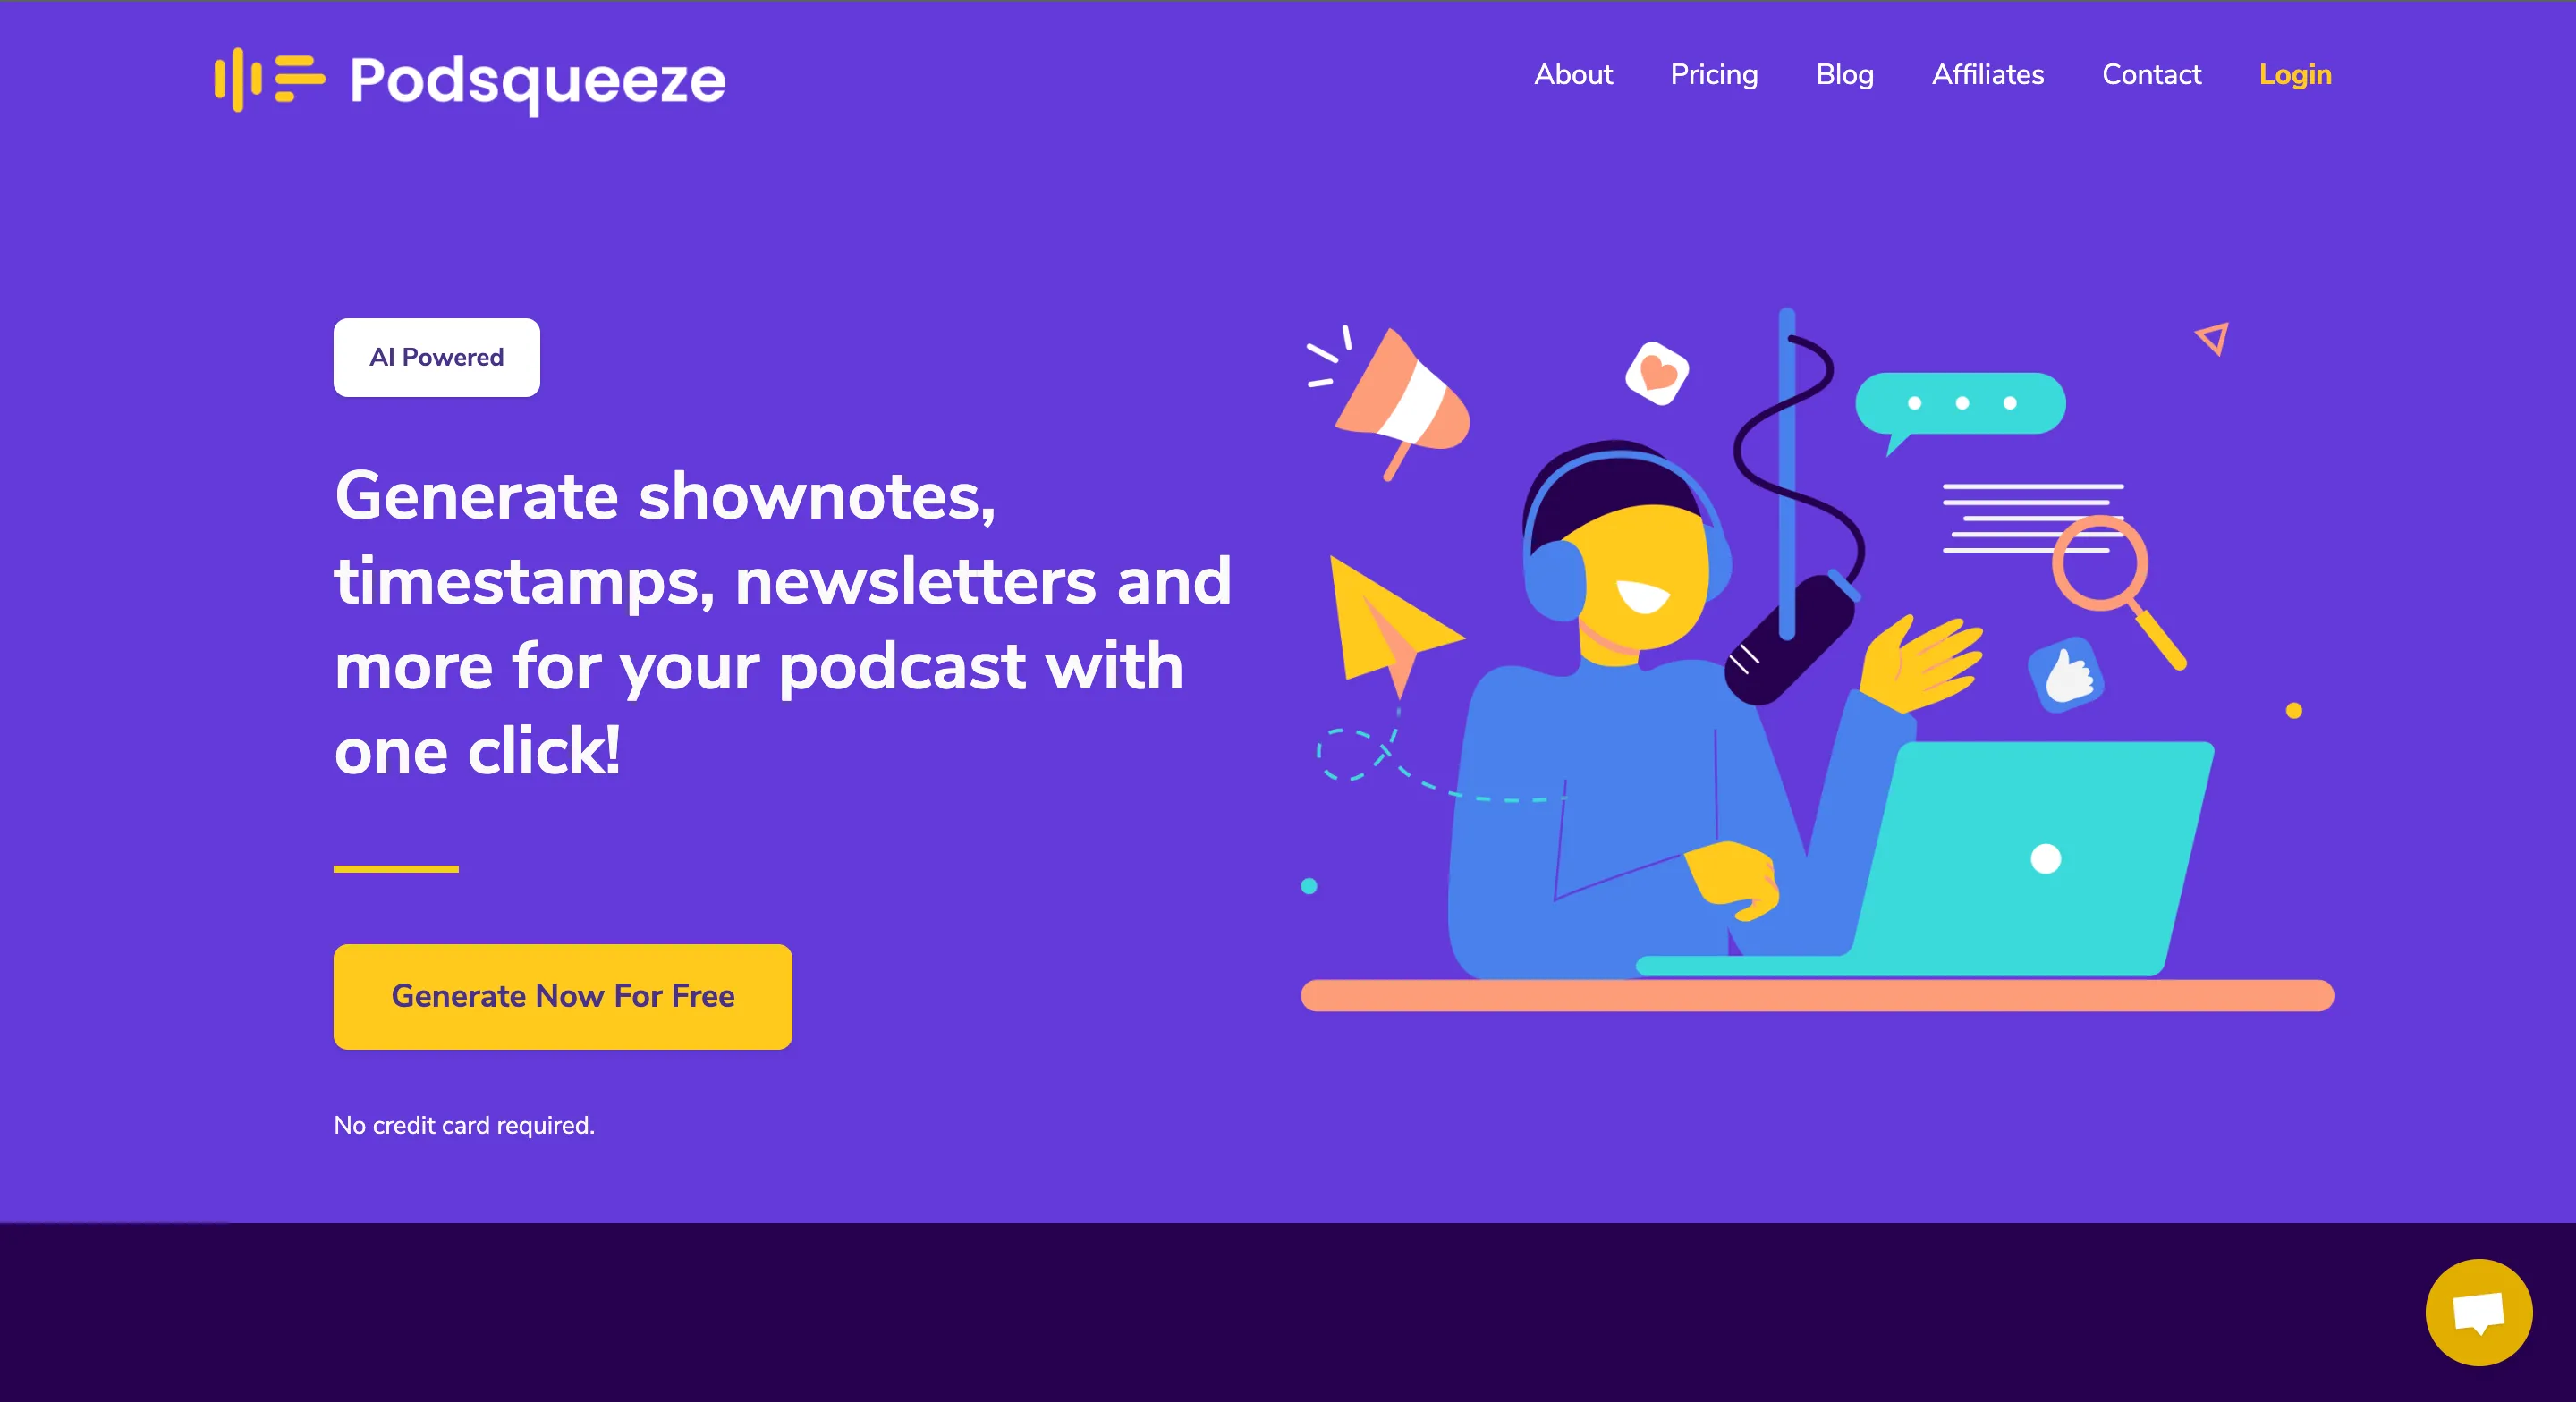 Podsqueeze
About
Pricing
Blog
Affiliates
Contact
Login
AI Powered
Generate shownotes,
timestamps, newsletters and
more for your podcast with
one click!
Generate Now For Free
No credit card required.